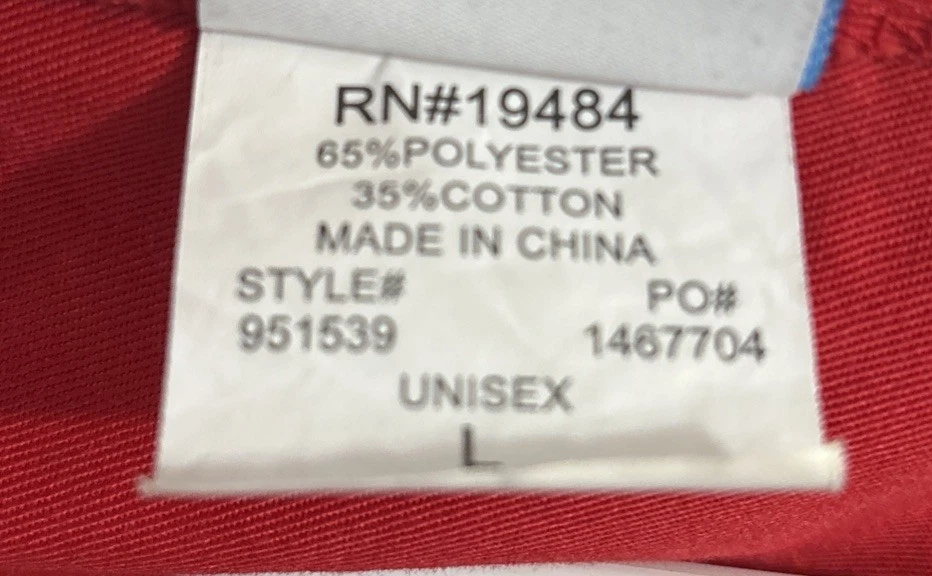 RN#19484
65%POLYESTER
35%COTTON
MADE IN CHINA
STYLE# PO#
951539 1467704
UNISEX
L